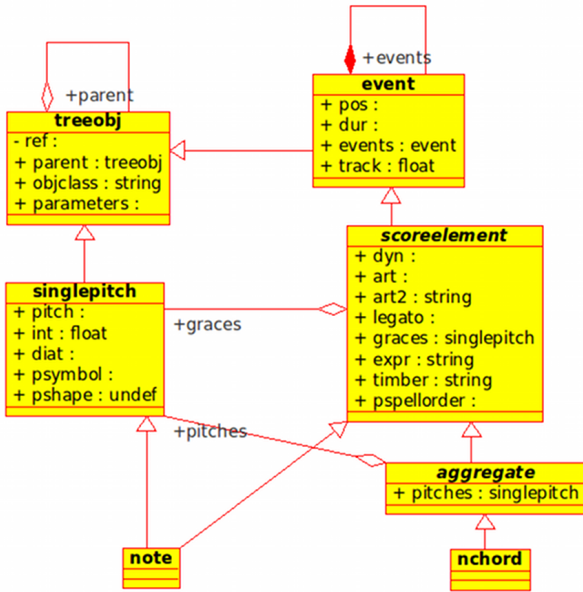 +parent
treeobj
- ref :
+ parent : treeobj
+ objclass : string
+ parameters :
+events
event
+ pos :
+ dur :
+ events : event
+ track : float
singlepitch
+ pitch :
+ int : float
+ diat :
+ psymbol :
+ pshape : undef
+graces
scoreelement
+ dyn :
+ art :
+ art2 : string
+ legato :
+ graces : singlepitch
+ expr : string
+ timber : string
+ pspellorder :
+pitches
aggregate
+ pitches : singlepitch
note
nchord